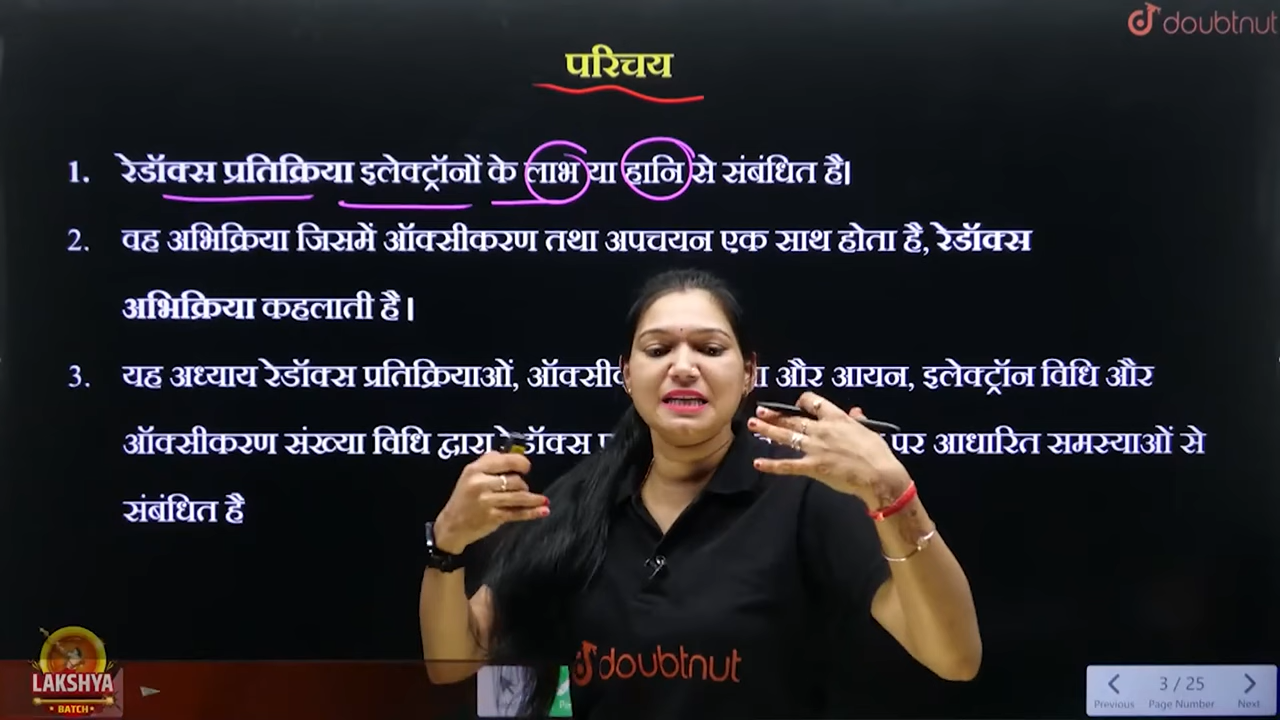 doubtnut
परिचय
1. रेडॉक्स प्रतिक्रिया इलेक्ट्रॉनों के लाभ या हानि से संबंधित है।
2. वह अभिक्रिया जिसमें ऑक्सीकरण तथा अपचयन एक साथ होता है, रेडॉक्स
अभिक्रिया कहलाती है।
3. यह अध्याय रेडॉक्स प्रतिक्रियाओं, और आयन, इलेक्ट्रॉन विधि और
ऑक्सीकरण संख्या विधि द्वारा पर आधारित समस्याओं से
संबंधित है
doubtnut
LAKSHYA
BATCH
3 / 25
Previous Page Number Next